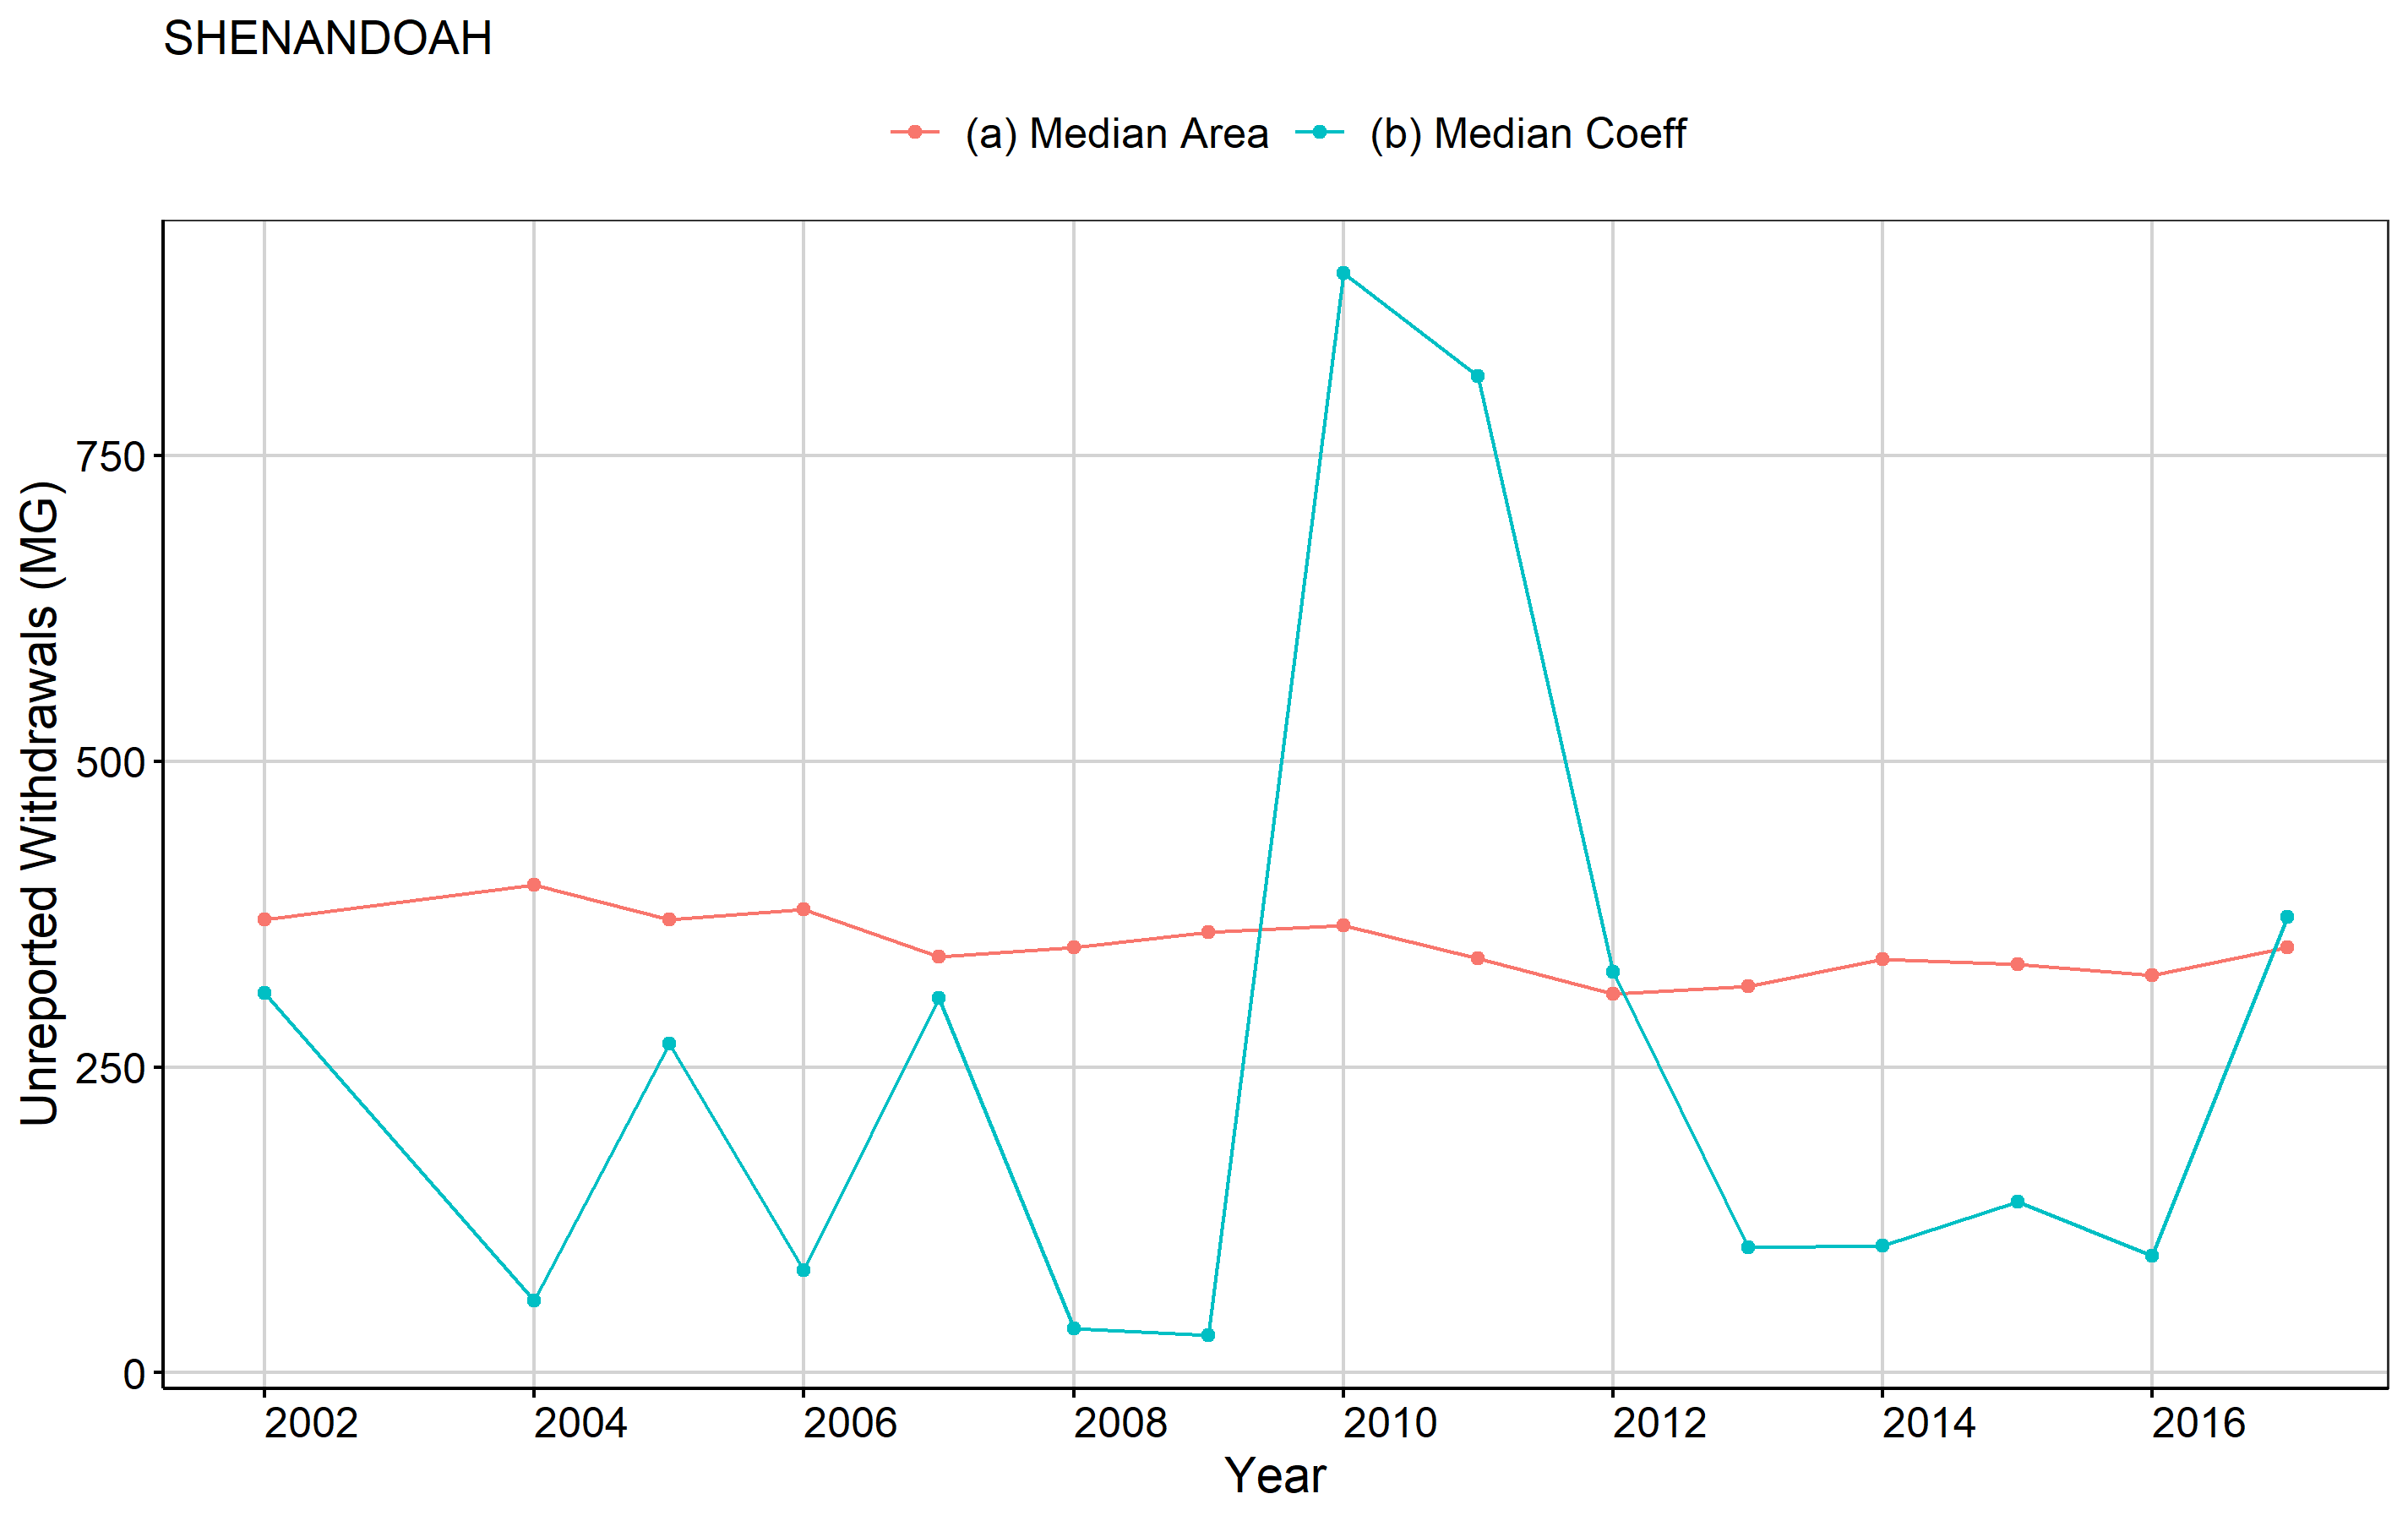 SHENANDOAH
(a) Median Area (b) Median Coeff
Unreported Withdrawals (MG)
750
500
250
0
2002 2004 2006 2008 2010 2012 2014 2016
Year